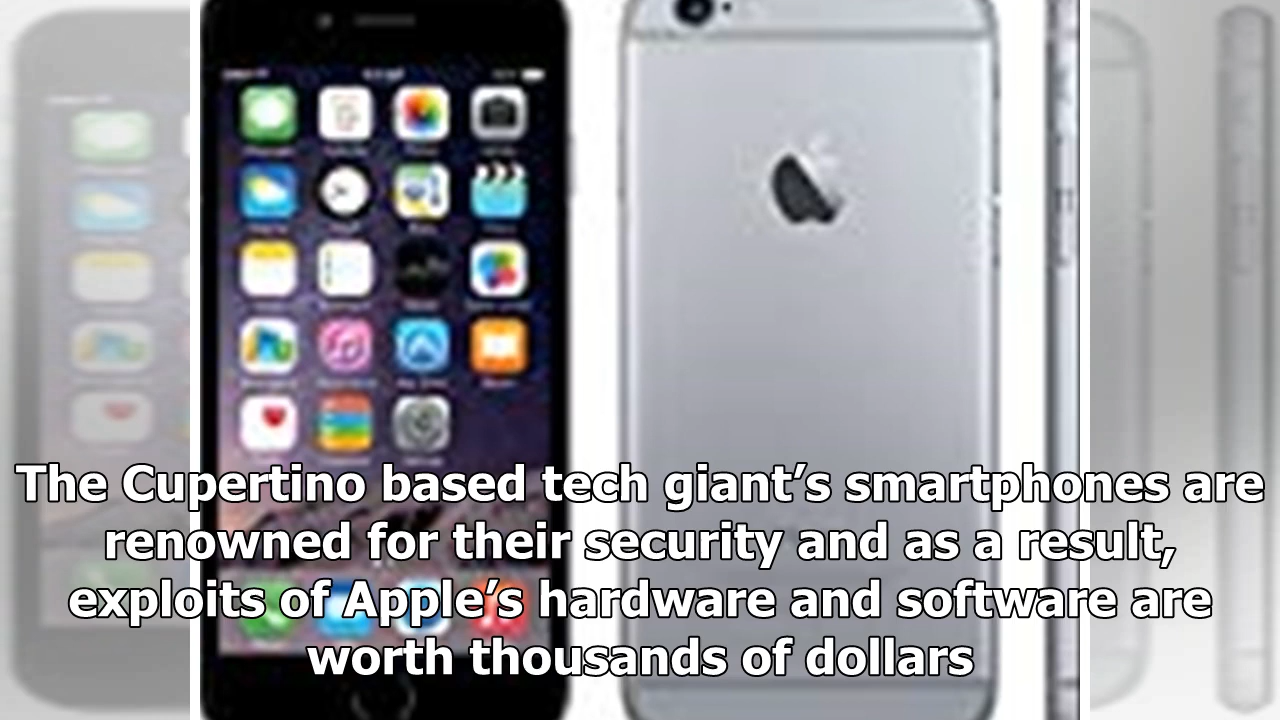 The Cupertino based tech giant’s smartphones are
renowned for their security and as a result,
exploits of Apple’s hardware and software are
worth thousands of dollars